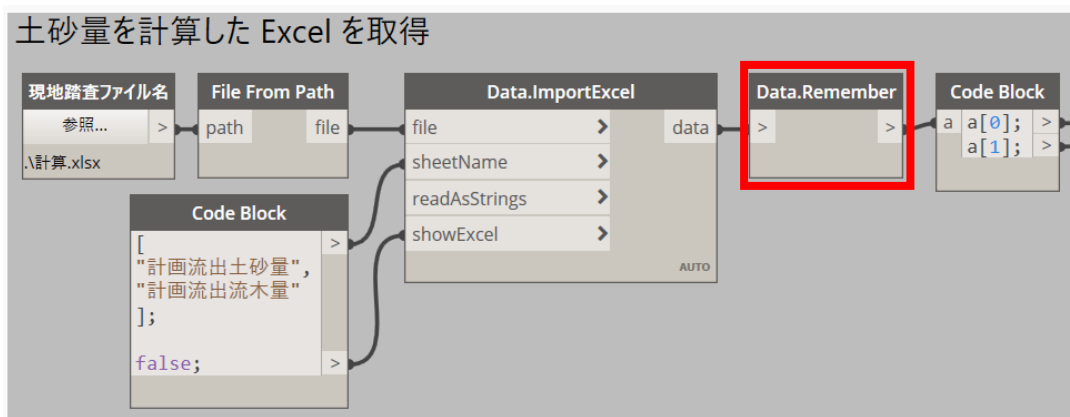 土砂量を計算した Excel を取得
現地踏査ファイル名
参照... >
.\計算.xlsx
File From Path
path file
Data.ImportExcel
file > data
sheetName >
readAsStrings >
showExcel >
AUTO
Data.Remember
> >
Code Block
a a[0]; >
a[1]; >
Code Block
[ >
"計画流出土砂量",
"計画流出流木量"
];
false; >